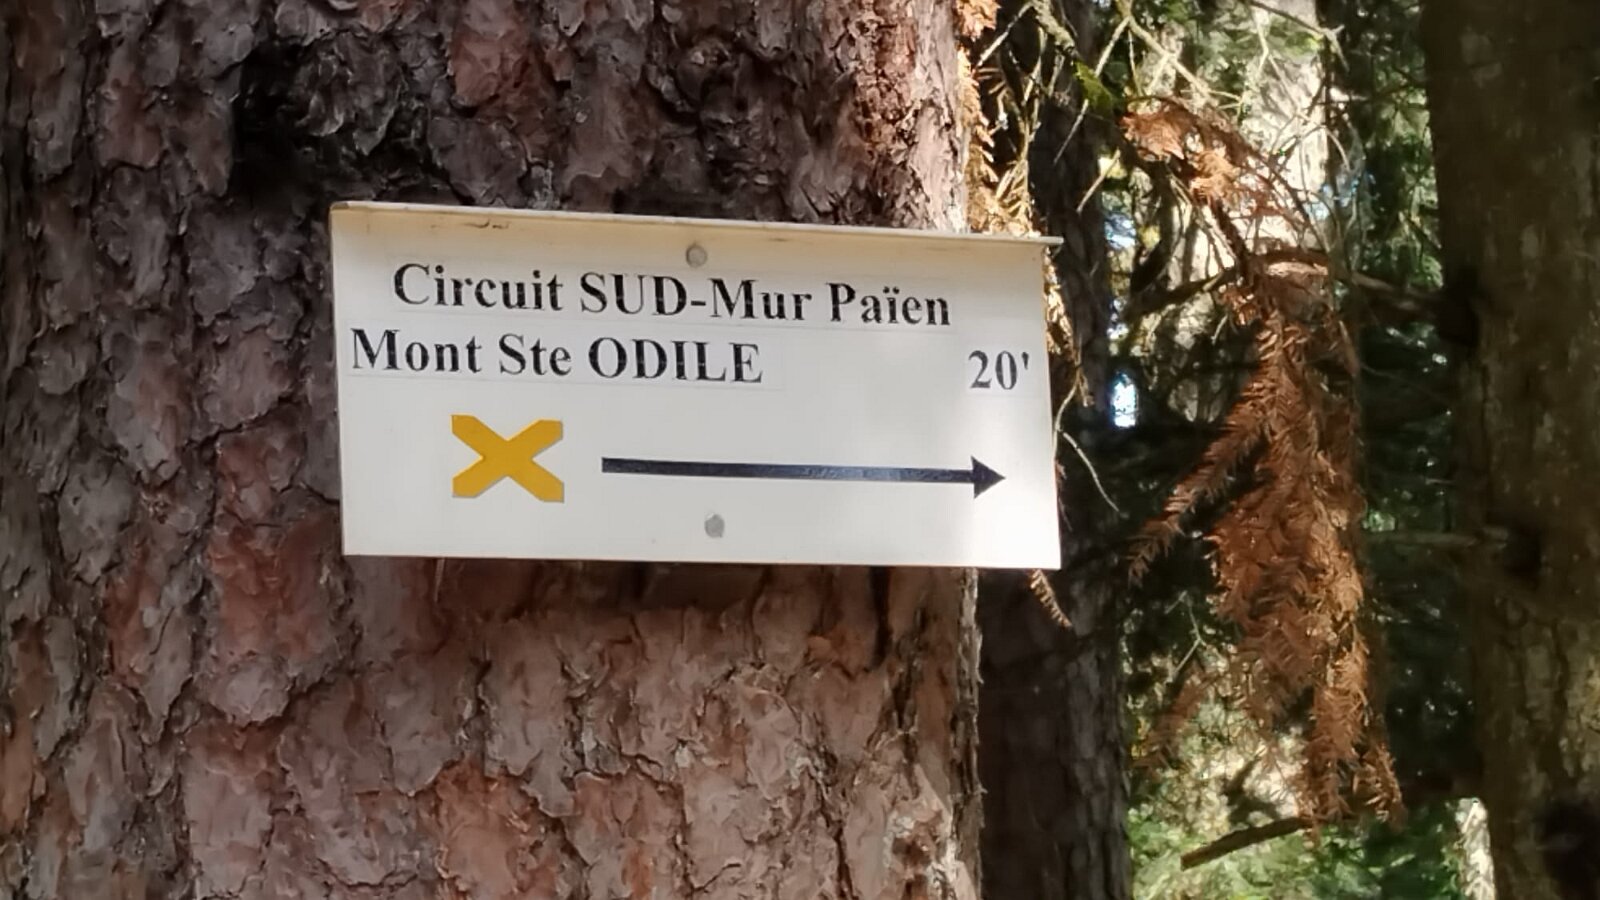 Circuit SUD-Mur Païen
Mont Ste ODILE 20'